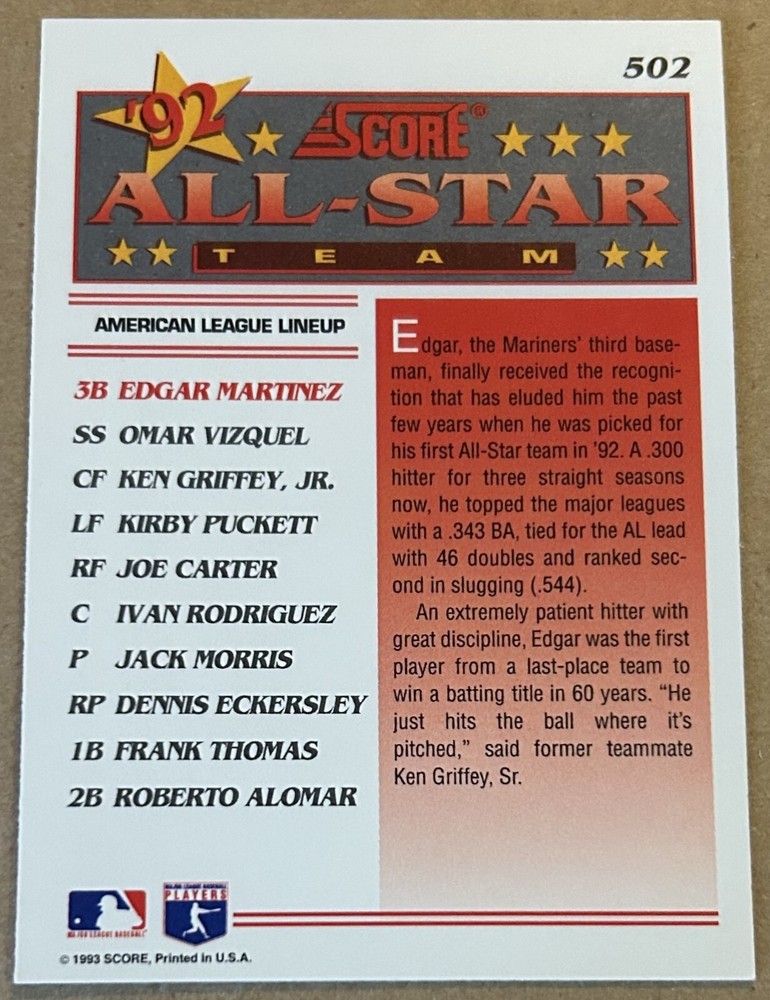 502
'92
SCORE®
ALL-STAR
TEAM
AMERICAN LEAGUE LINEUP
3B EDGAR MARTINEZ
SS OMAR VIZQUEL
CF KEN GRIFFEY, JR.
LF KIRBY PUCKETT
RF JOE CARTER
C IVAN RODRIGUEZ
P JACK MORRIS
RP DENNIS ECKERSLEY
1B FRANK THOMAS
2B ROBERTO ALOMAR
Edgar, the Mariners' third base-
man, finally received the recogni-
tion that has eluded him the past
few years when he was picked for
his first All-Star team in '92. A .300
hitter for three straight seasons
now, he topped the major leagues
with a .343 BA, tied for the AL lead
with 46 doubles and ranked sec-
ond in slugging (.544).
An extremely patient hitter with
great discipline, Edgar was the first
player from a last-place team to
win a batting title in 60 years. “He
just hits the ball where it's
pitched,” said former teammate
Ken Griffey, Sr.
MAJOR LEAGUE BASEBALL
MAJOR LEAGUE BASEBALL
PLAYERS
© 1993 SCORE, Printed in U.S.A.